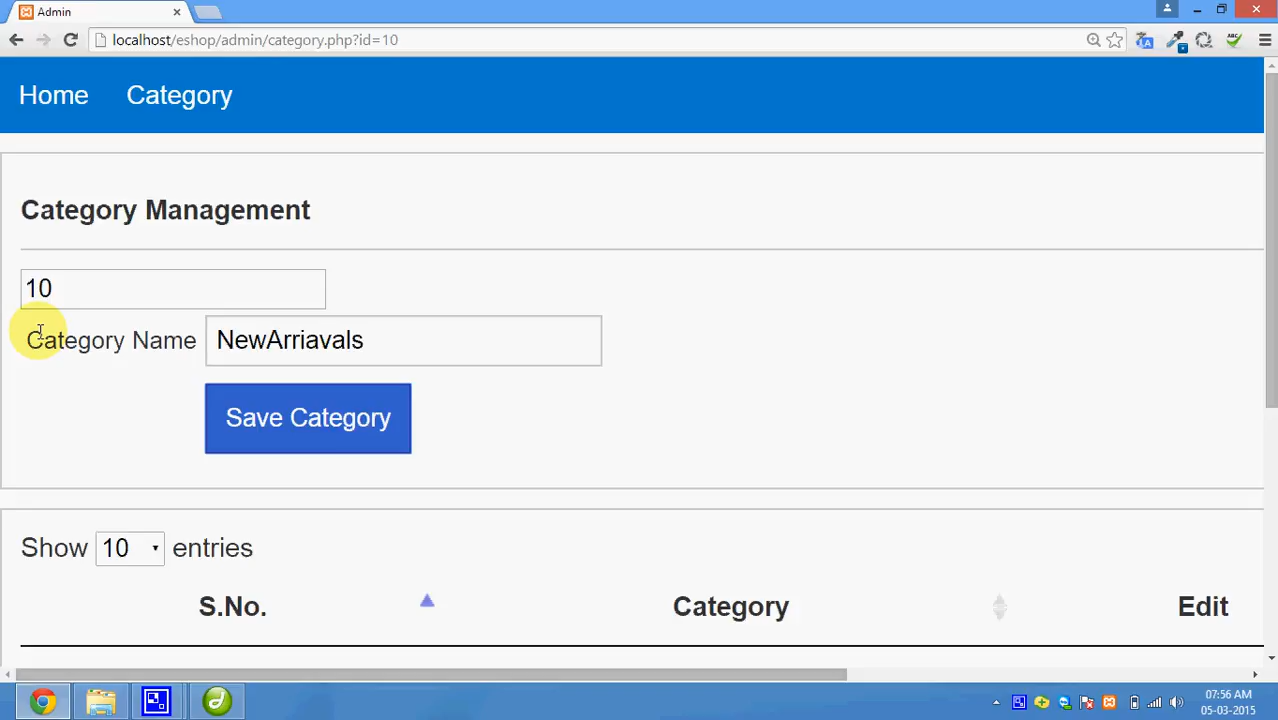 Admin
localhost/eshop/admin/category.php?id=10
Home Category
Category Management
10
Category Name NewArriavals
Save Category
Show 10 entries
S.No. Category Edit
07:56 AM
05-03-2015